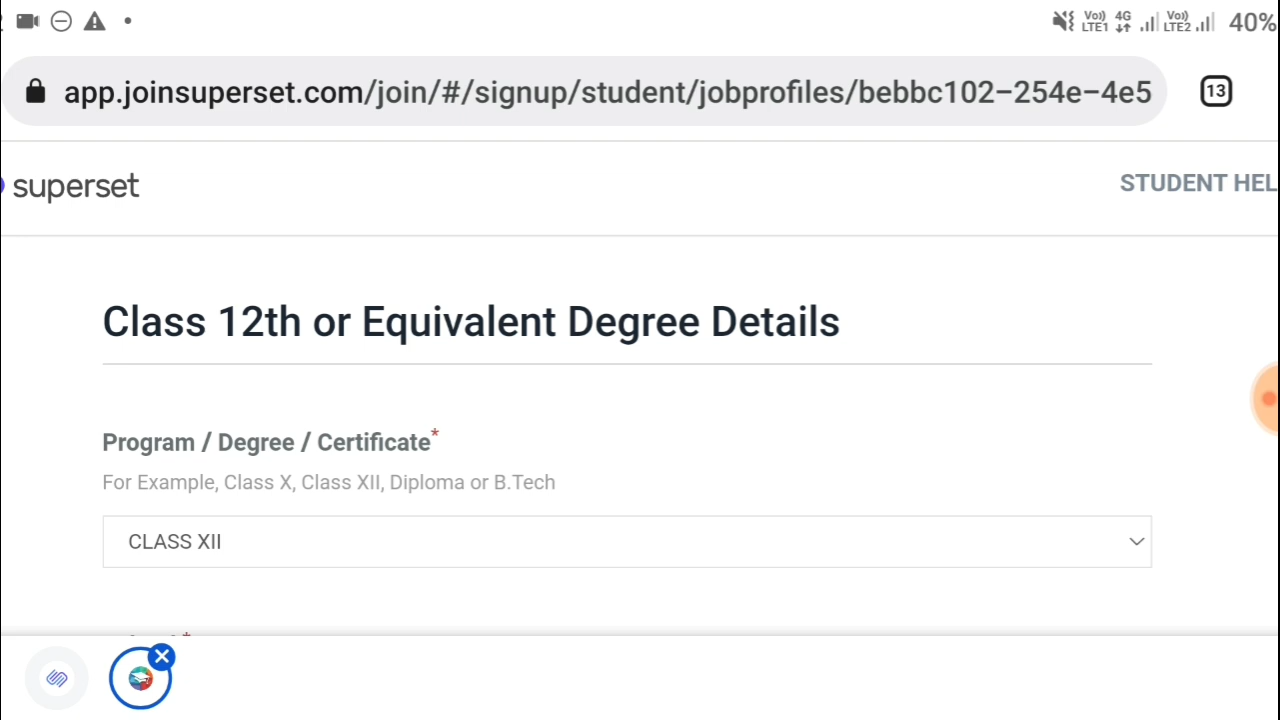 Vo)) 4G Vo)) 40%
LTE1 LTE2
app.joinsuperset.com/join/#/signup/student/jobprofiles/bebbc102-254e-4e5
13
superset
STUDENT HEL
Class 12th or Equivalent Degree Details
Program / Degree / Certificate*
For Example, Class X, Class XII, Diploma or B.Tech
CLASS XII